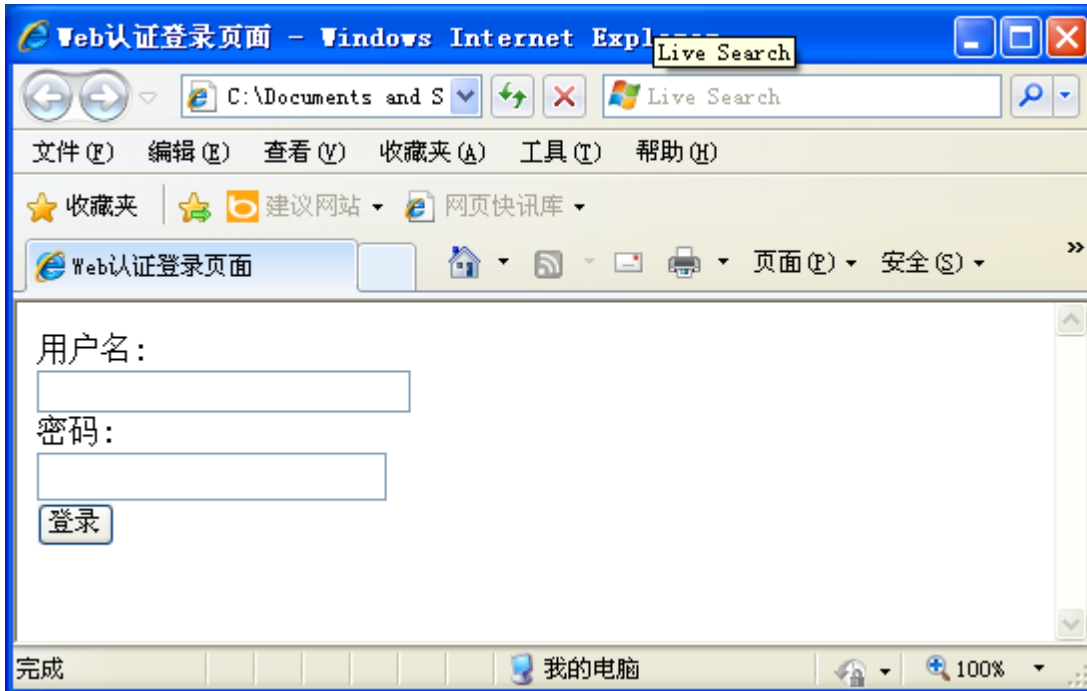 Web认证登录页面 - Windows Internet Expl
Live Search
C:\Documents and S
Live Search
文件(F) 编辑(E) 查看(V) 收藏夹(A) 工具(T) 帮助(H)
收藏夹 建议网站 网页快讯库
Web认证登录页面 页面(P) 安全(S) »
用户名:
密码:
登录
完成 我的电脑 100%